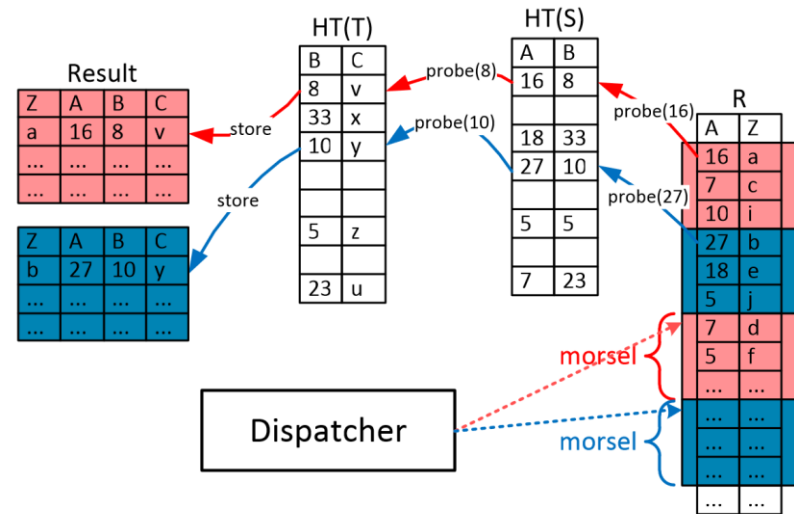 HT(T)
HT(S)
Result
R
Z A B C
a 16 8 v
... ... ... ...
... ... ... ...
Z A B C
b 27 10 y
... ... ... ...
... ... ... ...
store
store
B C
8 v
33 x
10 y
5 z
23 u
probe(8)
probe(10)
A B
16 8
18 33
27 10
5 5
7 23
probe(16)
probe(27)
A Z
16 a
7 c
10 i
27 b
18 e
5 j
7 d
5 f
... ...
... ...
... ...
... ...
... ...
morsel
morsel
Dispatcher